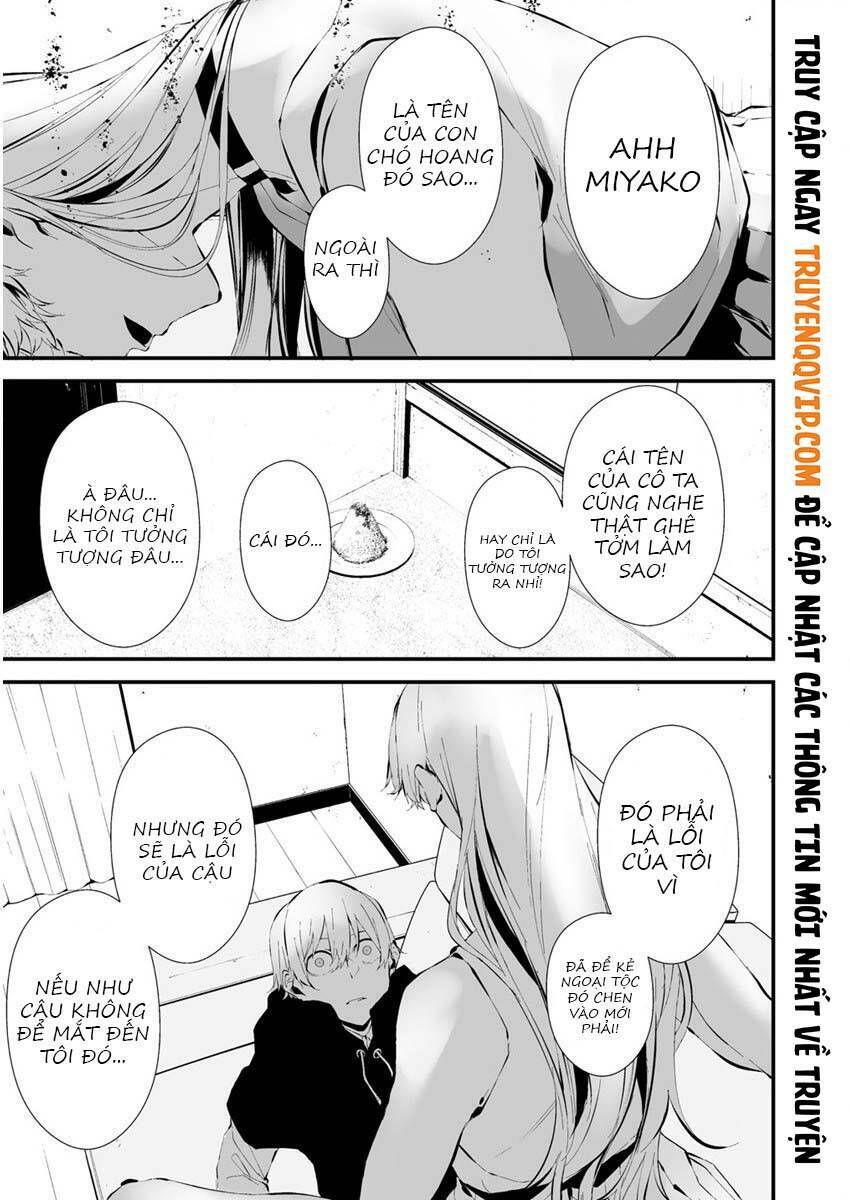 AHH
MIYAKO
LÀ TÊN
CỦA CON
CHÓ HOANG
ĐÓ SAO...
NGOÀI
RA THÌ
CÁI TÊN
CỦA CÔ TA
CŨNG NGHE
THẬT GHÊ
TỞM LÀM
SAO!
HAY CHỈ LÀ
DO TÔI
TƯỞNG TƯỢNG
RA NHỈ!
CÁI ĐÓ...
À ĐÂU...
KHÔNG CHỈ
LÀ TÔI TƯỞNG
TƯỢNG ĐÂU...
ĐÓ PHẢI
LÀ LỖI
CỦA TÔI
VÌ
ĐÃ ĐỂ KẺ
NGOẠI TỘC
ĐÓ CHEN
VÀO MỚI
PHẢI!
NHƯNG ĐÓ
SẼ LÀ LỖI
CỦA CẬU
NẾU NHƯ
CẬU KHÔNG
ĐỂ MẮT ĐẾN
TÔI ĐÓ...
TRUY CẬP NGAY TRUYENQQVIP.COM ĐỂ CẬP NHẬT CÁC THÔNG TIN MỚI NHẤT VỀ TRUYỆN